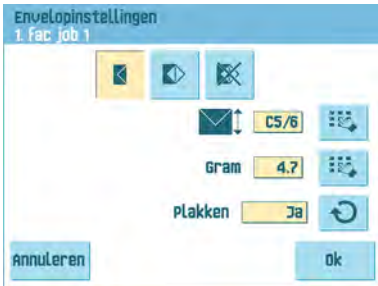 Envelopinstellingen
1. Fac job 1
C5/6
Gram 4.7
Plakken Ja
Annuleren Ok